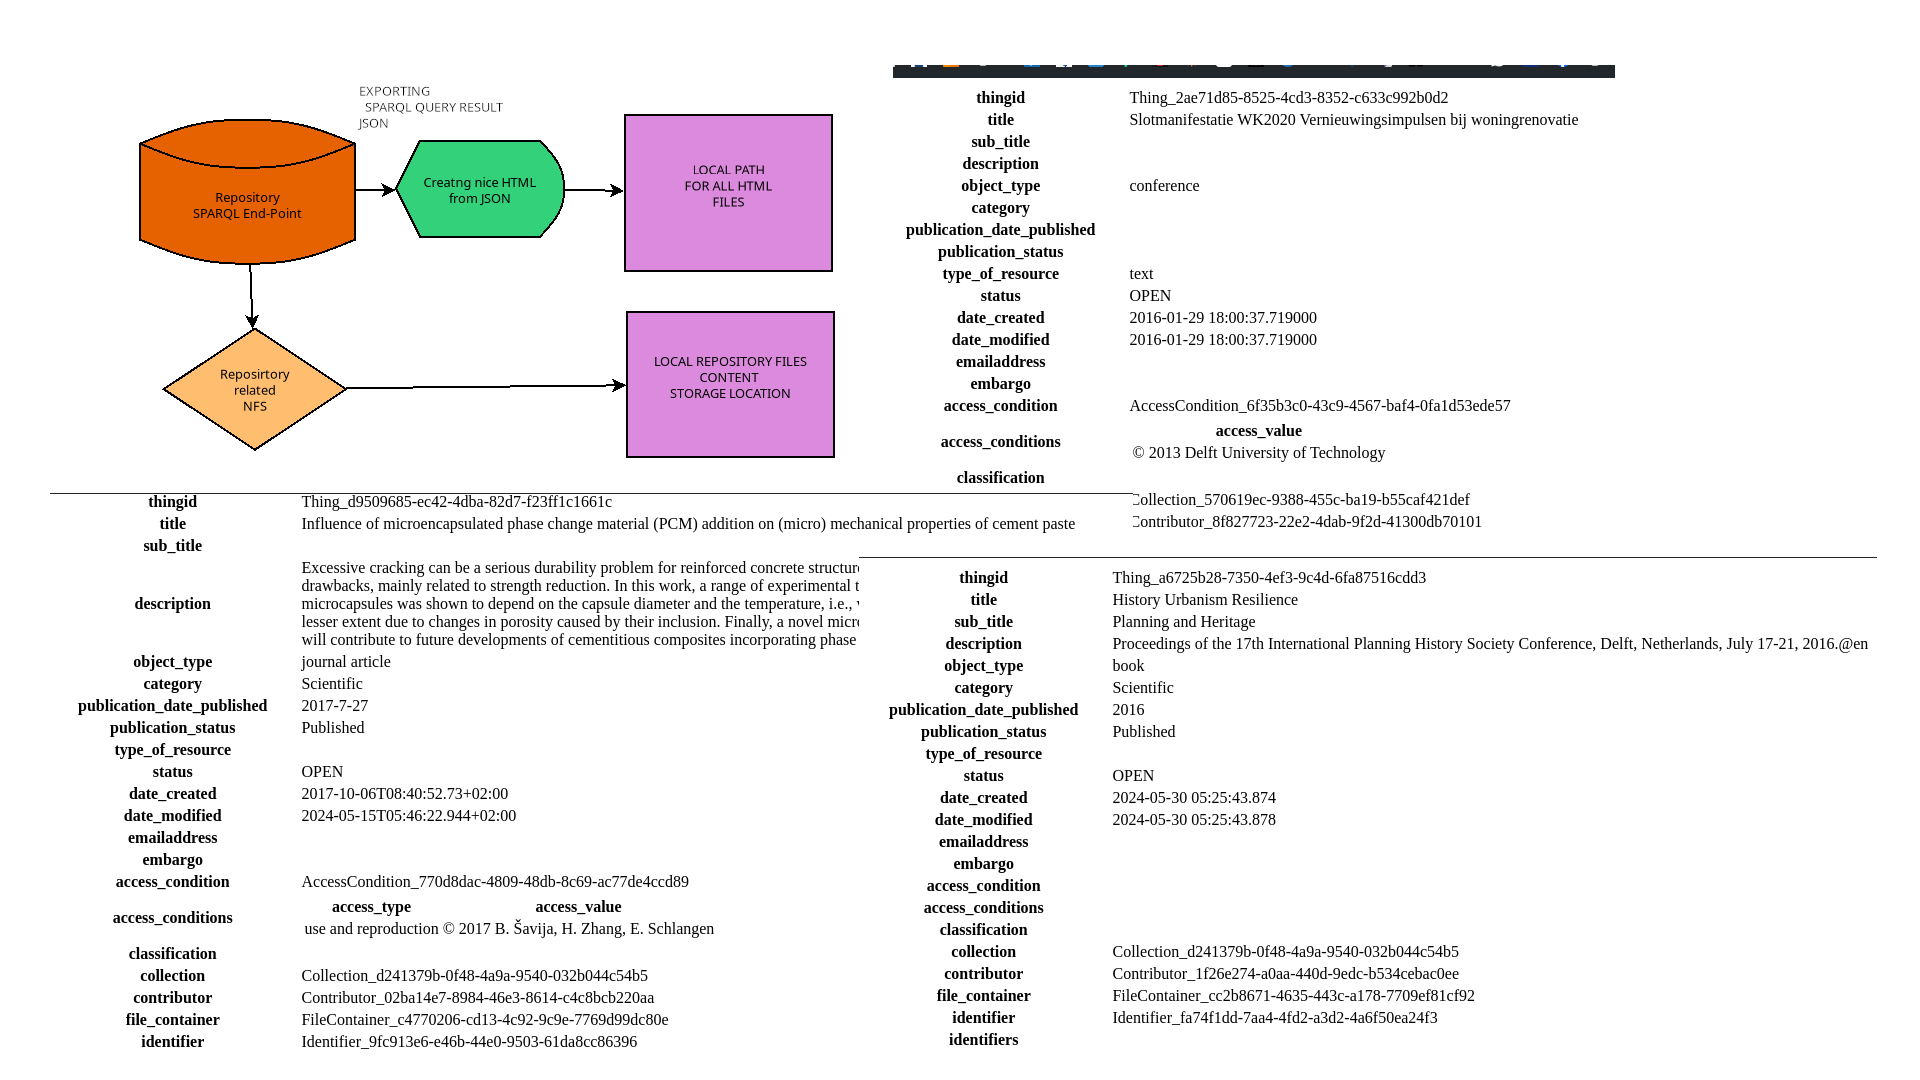 EXPORTING
SPARQL QUERY RESULT
JSON
Repository
SPARQL End-Point
Creatng nice HTML
from JSON
LOCAL PATH
FOR ALL HTML
FILES
Reposirtory
related
NFS
LOCAL REPOSITORY FILES
CONTENT
STORAGE LOCATION
thingid Thing_2ae71d85-8525-4cd3-8352-c633c992b0d2
title Slotmanifestatie WK2020 Vernieuwingsimpulsen bij woningrenovatie
sub_title
description
object_type conference
category
publication_date_published
publication_status
type_of_resource text
status OPEN
date_created 2016-01-29 18:00:37.719000
date_modified 2016-01-29 18:00:37.719000
emailaddress
embargo
access_condition AccessCondition_6f35b3c0-43c9-4567-baf4-0fa1d53ede57
access_value
access_conditions
© 2013 Delft University of Technology
classification
Collection_570619ec-9388-455c-ba19-b55caf421def
Contributor_8f827723-22e2-4dab-9f2d-41300db70101
thingid Thing_d9509685-ec42-4dba-82d7-f23ff1c1661c
title Influence of microencapsulated phase change material (PCM) addition on (micro) mechanical properties of cement paste
sub_title
Excessive cracking can be a serious durability problem for reinforced concrete structure
drawbacks, mainly related to strength reduction. In this work, a range of experimental t
description microcapsules was shown to depend on the capsule diameter and the temperature, i.e.,
lesser extent due to changes in porosity caused by their inclusion. Finally, a novel micro
will contribute to future developments of cementitious composites incorporating phase
object_type journal article
category Scientific
publication_date_published 2017-7-27
publication_status Published
type_of_resource
status OPEN
date_created 2017-10-06T08:40:52.73+02:00
date_modified 2024-05-15T05:46:22.944+02:00
emailaddress
embargo
access_condition AccessCondition_770d8dac-4809-48db-8c69-ac77de4ccd89
access_type access_value
access_conditions
use and reproduction © 2017 B. Šavija, H. Zhang, E. Schlangen
classification
collection Collection_d241379b-0f48-4a9a-9540-032b044c54b5
contributor Contributor_02ba14e7-8984-46e3-8614-c4c8bcb220aa
file_container FileContainer_c4770206-cd13-4c92-9c9e-7769d99dc80e
identifier Identifier_9fc913e6-e46b-44e0-9503-61da8cc86396
thingid Thing_a6725b28-7350-4ef3-9c4d-6fa87516cdd3
title History Urbanism Resilience
sub_title Planning and Heritage
description Proceedings of the 17th International Planning History Society Conference, Delft, Netherlands, July 17-21, 2016.@en
object_type book
category Scientific
publication_date_published 2016
publication_status Published
type_of_resource
status OPEN
date_created 2024-05-30 05:25:43.874
date_modified 2024-05-30 05:25:43.878
emailaddress
embargo
access_condition
access_conditions
classification
collection Collection_d241379b-0f48-4a9a-9540-032b044c54b5
contributor Contributor_1f26e274-a0aa-440d-9edc-b534cebac0ee
file_container FileContainer_cc2b8671-4635-443c-a178-7709ef81cf92
identifier Identifier_fa74f1dd-7aa4-4fd2-a3d2-4a6f50ea24f3
identifiers